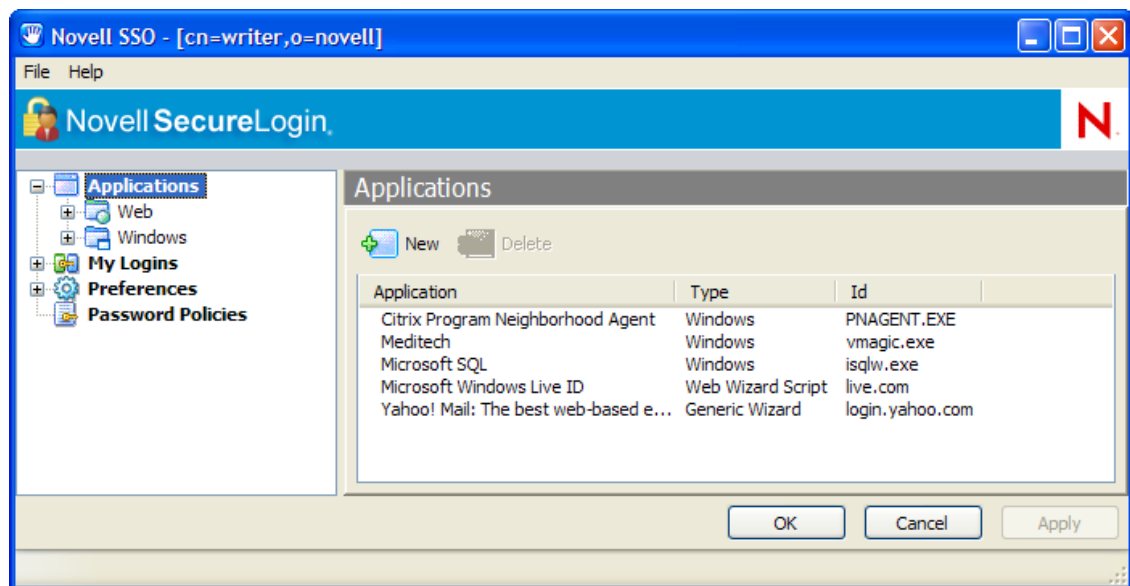 Novell SSO - [cn=writer,o=novell]
File Help
Novell SecureLogin.
N.
Applications
Web
Windows
My Logins
Preferences
Password Policies
Applications
New Delete
Application Type Id
Citrix Program Neighborhood Agent Windows PNAGENT.EXE
Meditech Windows vmagic.exe
Microsoft SQL Windows isqlw.exe
Microsoft Windows Live ID Web Wizard Script live.com
Yahoo! Mail: The best web-based e... Generic Wizard login.yahoo.com
OK Cancel Apply